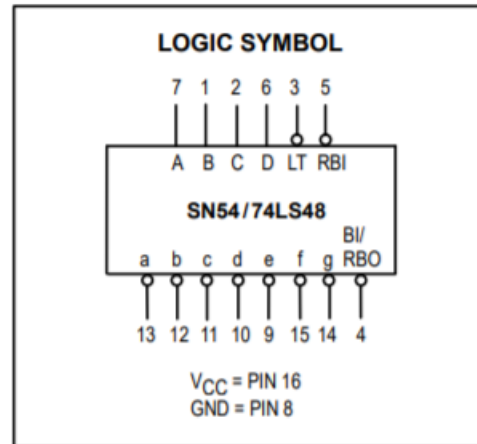 LOGIC SYMBOL
7 1 2 6 3 5
A B C D LT RBI
SN54/74LS48
BI/
a b c d e f g RBO
13 12 11 10 9 15 14 4
VCC = PIN 16
GND = PIN 8